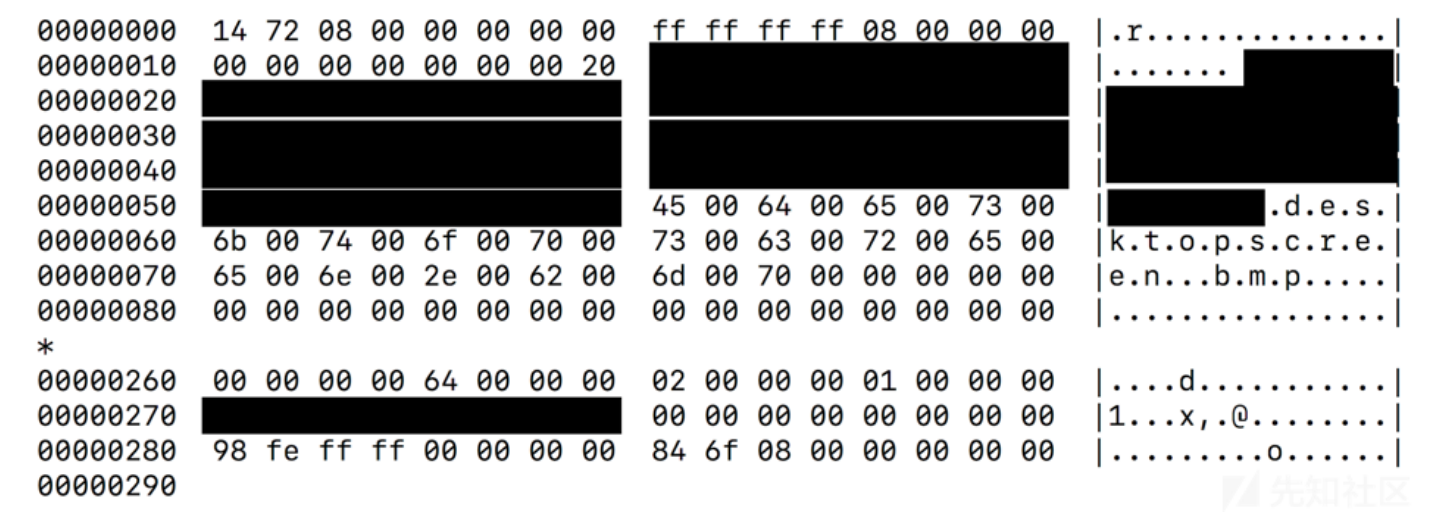 00000000 14 72 08 00 00 00 00 00 ff ff ff ff 08 00 00 00 |.r..............|
00000010 00 00 00 00 00 00 00 20 |....... |
00000020
00000030
00000040
00000050 45 00 64 00 65 00 73 00 | .d.e.s.|
00000060 6b 00 74 00 6f 00 70 00 73 00 63 00 72 00 65 00 |k.t.o.p.s.c.r.e.|
00000070 65 00 6e 00 2e 00 62 00 6d 00 70 00 00 00 00 00 |e.n...b.m.p.....|
00000080 00 00 00 00 00 00 00 00 00 00 00 00 00 00 00 00 |................|
*
00000260 00 00 00 00 64 00 00 00 02 00 00 00 01 00 00 00 |....d...........|
00000270 00 00 00 00 00 00 00 00 |1...x,.@........|
00000280 98 fe ff ff 00 00 00 00 84 6f 08 00 00 00 00 00 |.........o......|
00000290
先知社区